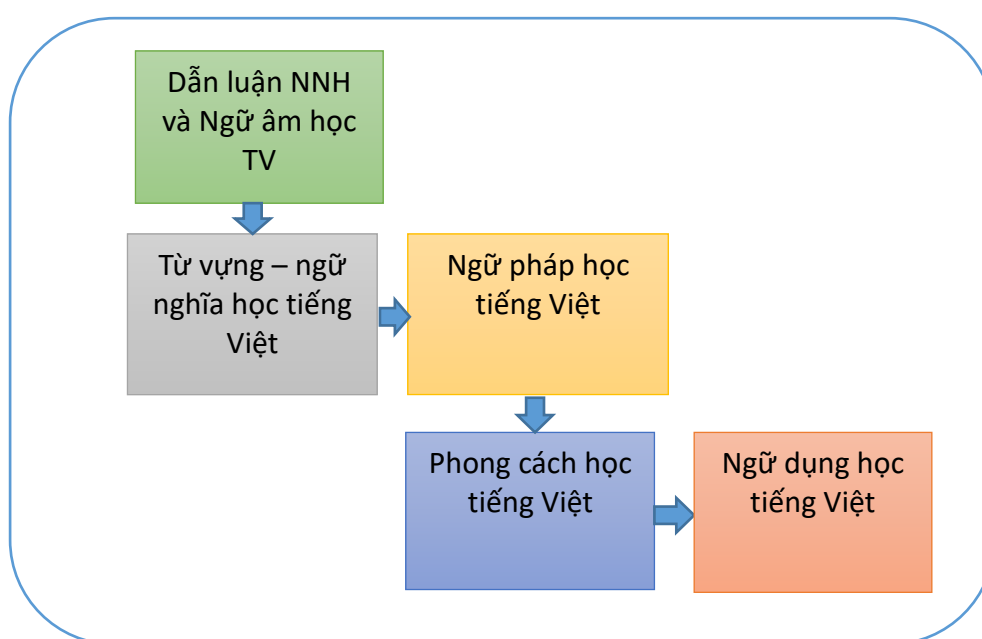 Dẫn luận NNH
và Ngữ âm học
TV
Từ vựng – ngữ
nghĩa học tiếng
Việt
Ngữ pháp học
tiếng Việt
Phong cách học
tiếng Việt
Ngữ dụng học
tiếng Việt